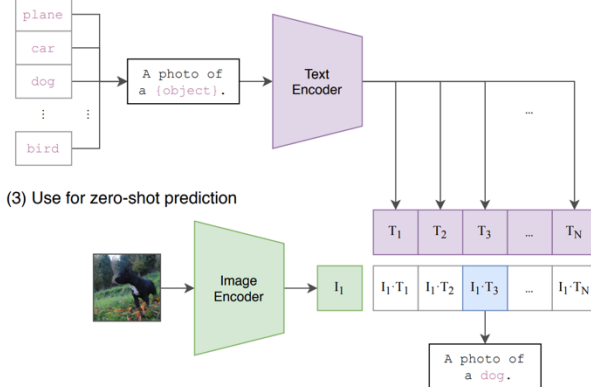 plane
car
dog
⋮
⋮
bird
A photo of
a {object}.
Text
Encoder
...
(3) Use for zero-shot prediction
T1 T2 T3 ... TN
Image
Encoder
I1
I1·T1 I1·T2 I1·T3 ... I1·TN
A photo of
a dog.